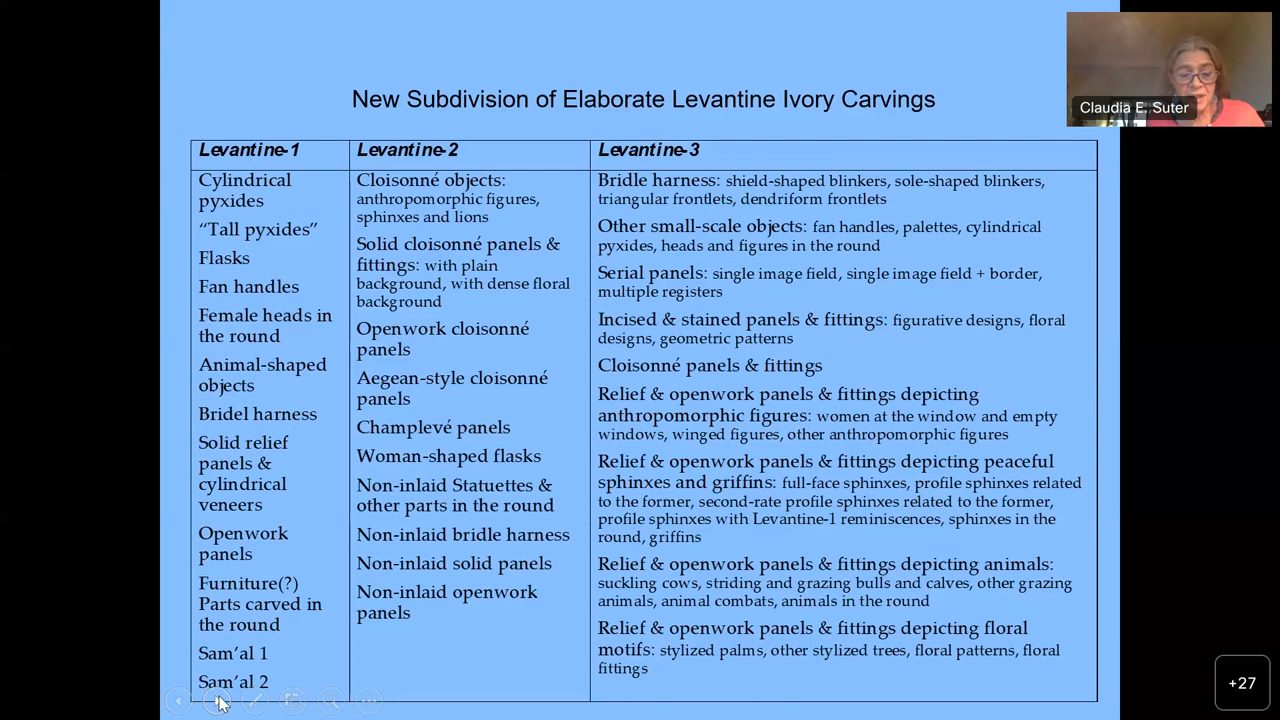 New Subdivision of Elaborate Levantine Ivory Carvings
Claudia E. Suter
Levantine-1
Cylindrical
pyxides
“Tall pyxides”
Flasks
Fan handles
Female heads in
the round
Animal-shaped
objects
Bridel harness
Solid relief
panels &
cylindrical
veneers
Openwork
panels
Furniture(?)
Parts carved in
the round
Sam’al 1
Sam’al 2
Levantine-2
Cloisonné objects:
anthropomorphic figures,
sphinxes and lions
Solid cloisonné panels &
fittings: with plain
background, with dense floral
background
Openwork cloisonné
panels
Aegean-style cloisonné
panels
Champlevé panels
Woman-shaped flasks
Non-inlaid Statuettes &
other parts in the round
Non-inlaid bridle harness
Non-inlaid solid panels
Non-inlaid openwork
panels
Levantine-3
Bridle harness: shield-shaped blinkers, sole-shaped blinkers,
triangular frontlets, dendriform frontlets
Other small-scale objects: fan handles, palettes, cylindrical
pyxides, heads and figures in the round
Serial panels: single image field, single image field + border,
multiple registers
Incised & stained panels & fittings: figurative designs, floral
designs, geometric patterns
Cloisonné panels & fittings
Relief & openwork panels & fittings depicting
anthropomorphic figures: women at the window and empty
windows, winged figures, other anthropomorphic figures
Relief & openwork panels & fittings depicting peaceful
sphinxes and griffins: full-face sphinxes, profile sphinxes related
to the former, second-rate profile sphinxes related to the former,
profile sphinxes with Levantine-1 reminiscences, sphinxes in the
round, griffins
Relief & openwork panels & fittings depicting animals:
suckling cows, striding and grazing bulls and calves, other grazing
animals, animal combats, animals in the round
Relief & openwork panels & fittings depicting floral
motifs: stylized palms, other stylized trees, floral patterns, floral
fittings
+27